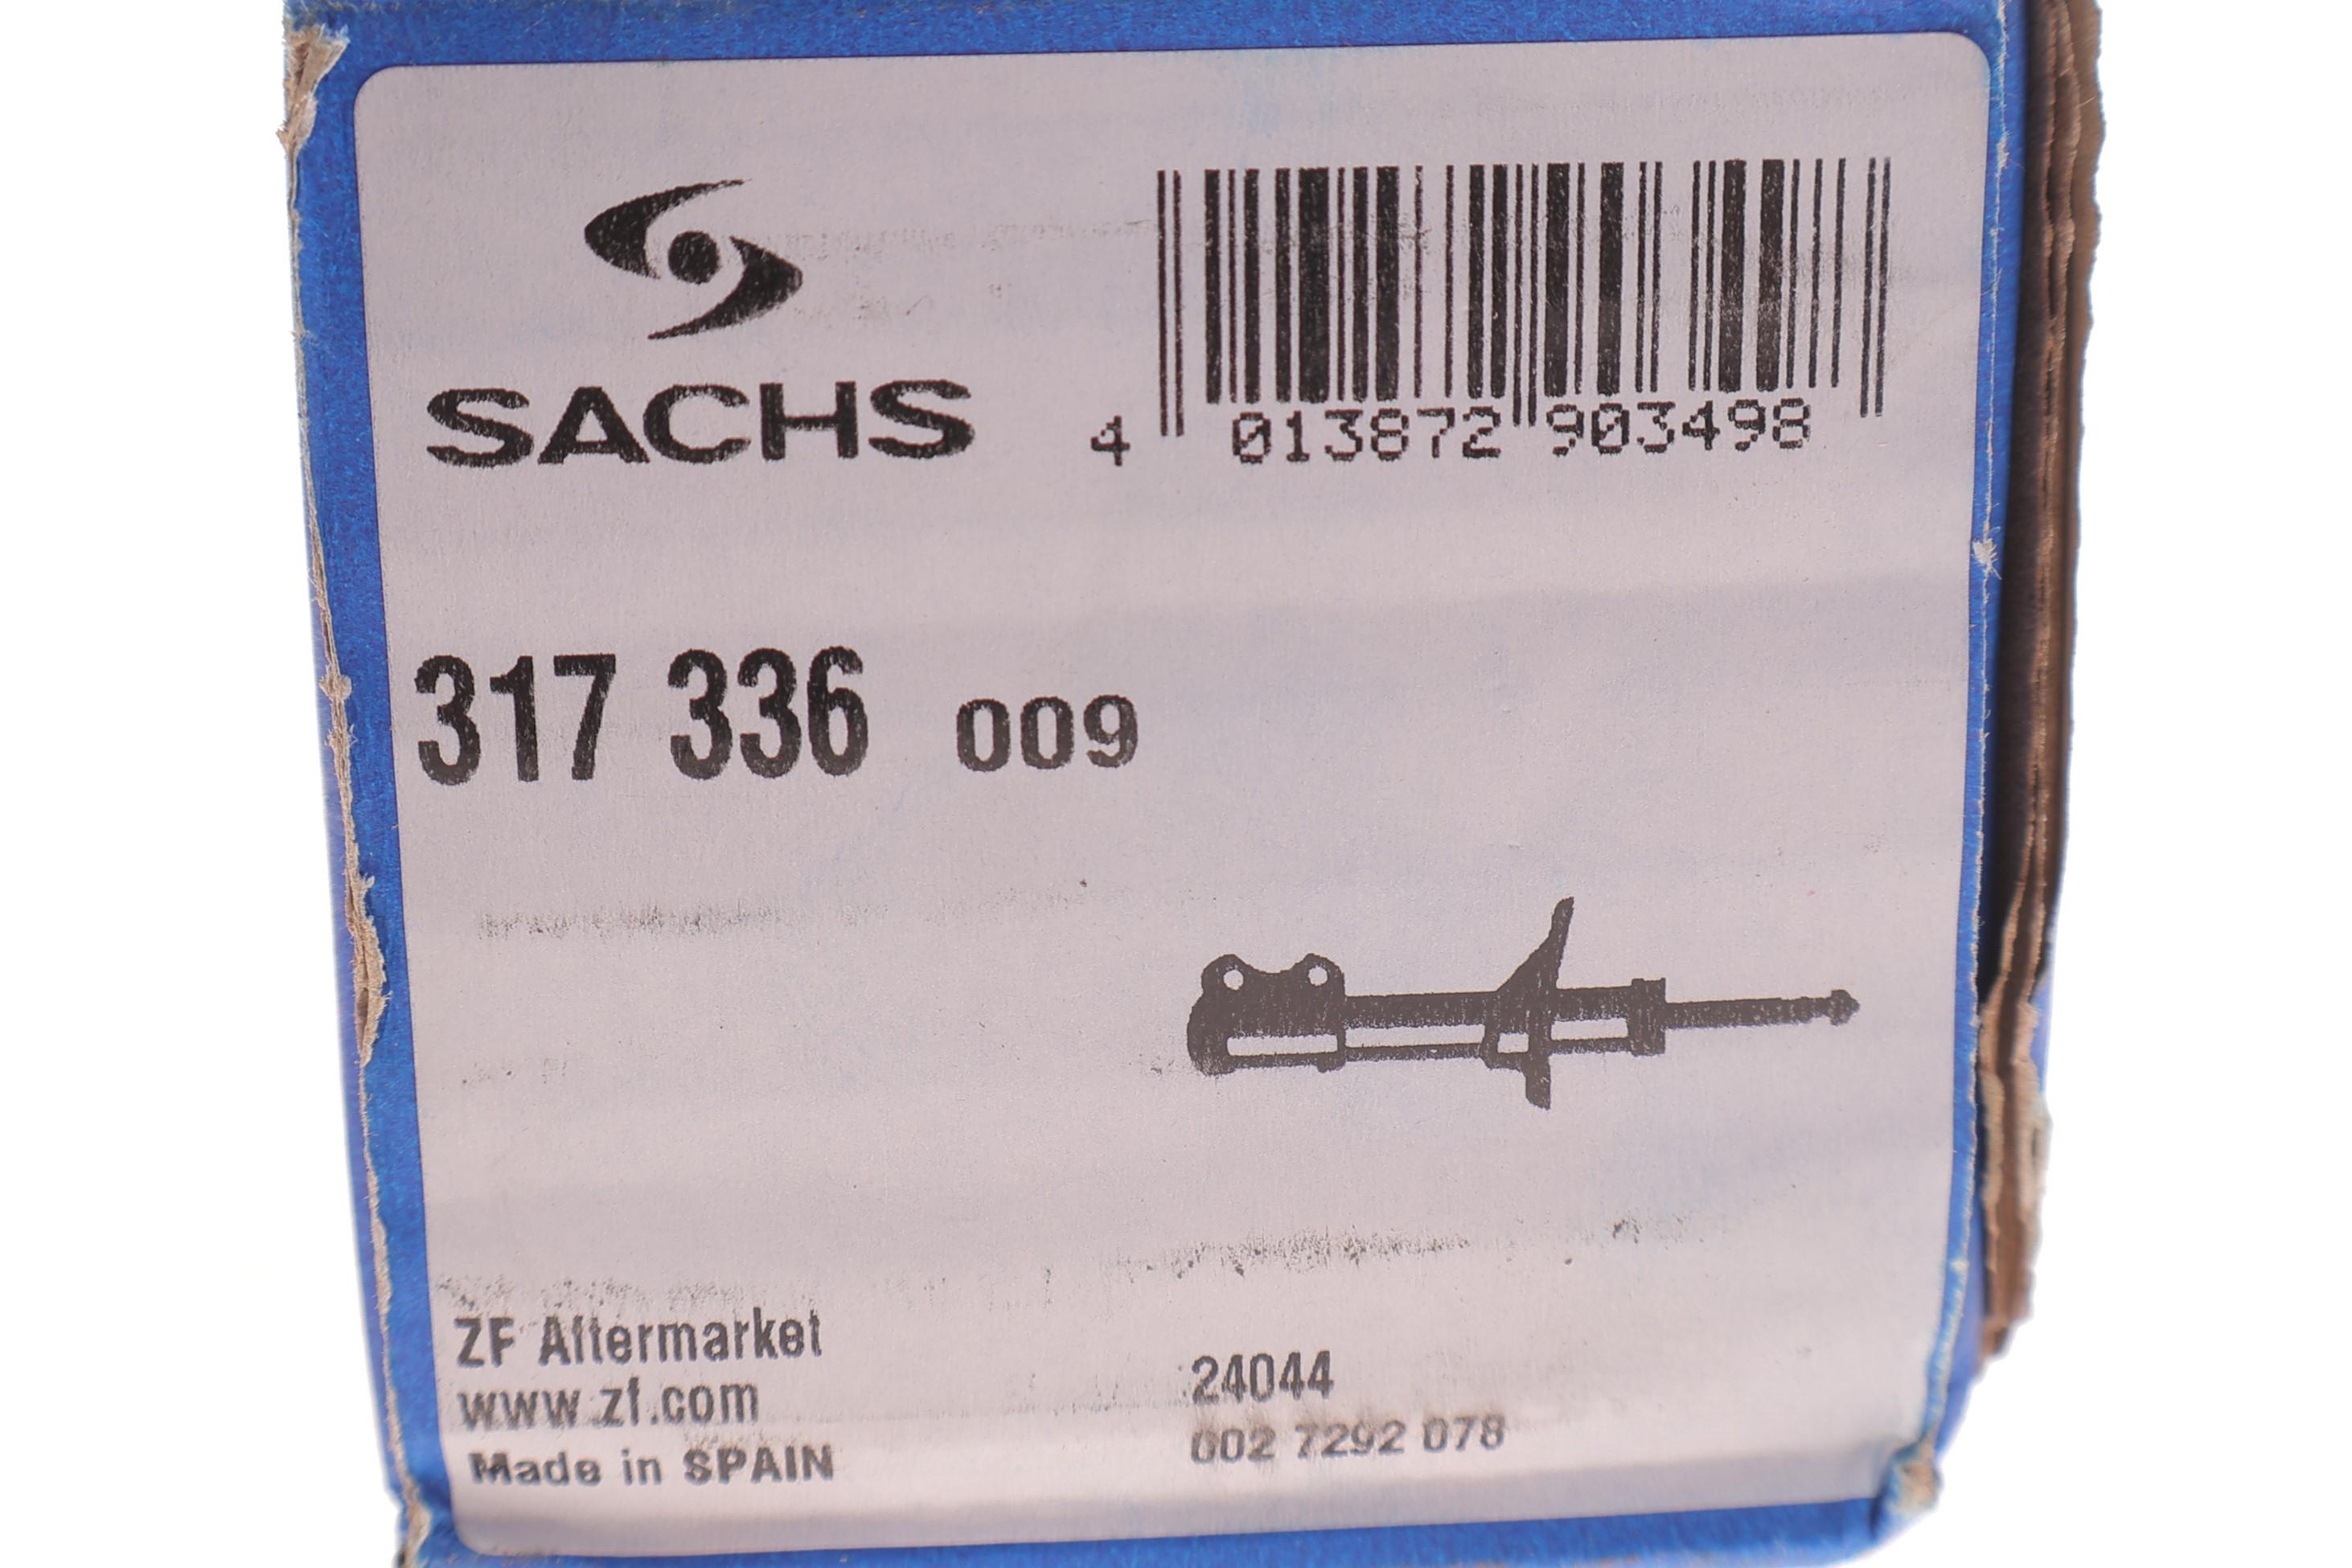 SACHS
4 013872 903498
317 336 009
ZF Aftermarket
www.zf.com
Made in SPAIN
24044
002 7292 078